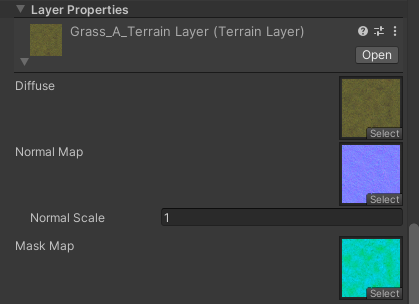 Layer Properties
Grass_A_Terrain Layer (Terrain Layer)
Open
Diffuse
Select
Normal Map
Select
Normal Scale 1
Mask Map
Select